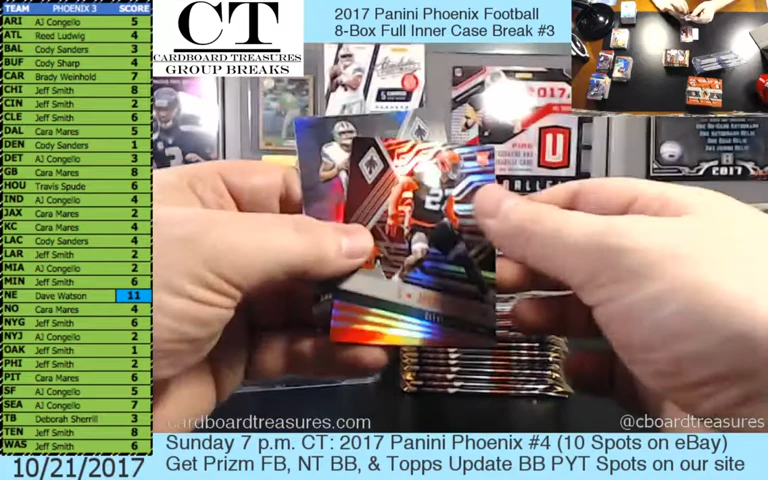 TEAM PHOENIX 3 SCORE
ARI AJ Congello 5
ATL Reed Ludwig 4
BAL Cody Sanders 3
BUF Cody Sharp 4
CAR Brady Weinhold 7
CHI Jeff Smith 8
CIN Jeff Smith 2
CLE Jeff Smith 6
DAL Cara Mares 5
DEN Cody Sanders 1
DET AJ Congello 3
GB Cara Mares 8
HOU Travis Spude 6
IND AJ Congello 4
JAX Cara Mares 2
KC Cara Mares 4
LAC Cody Sanders 4
LAR Jeff Smith 2
MIA AJ Congello 2
MIN Jeff Smith 6
NE Dave Watson 11
NO Cara Mares 4
NYG Jeff Smith 6
NYJ AJ Congello 2
OAK Jeff Smith 1
PHI Jeff Smith 2
PIT Cara Mares 6
SF AJ Congello 5
SEA AJ Congello 7
TB Deborah Sherrill 3
TEN Jeff Smith 8
WAS Jeff Smith 6
10/21/2017
CT
CARDBOARD TREASURES
GROUP BREAKS
2017 Panini Phoenix Football
8-Box Full Inner Case Break #3
Absolute
2017
U
2017
cardboardtreasures.com
@cboardtreasures
Sunday 7 p.m. CT: 2017 Panini Phoenix #4 (10 Spots on eBay)
Get Prizm FB, NT BB, & Topps Update BB PYT Spots on our site